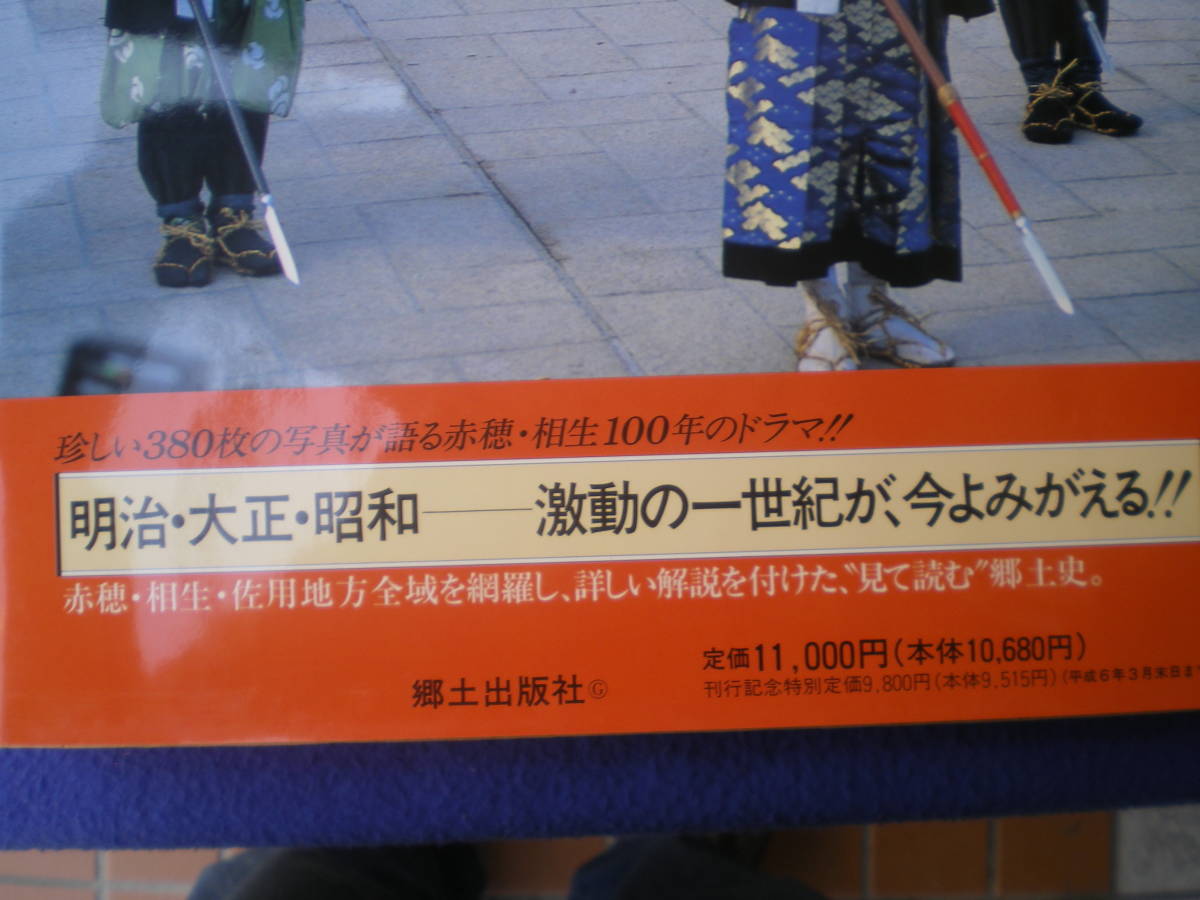 珍しい380枚の写真が語る赤穂・相生100年のドラマ!!
明治・大正・昭和――激動の一世紀が、今よみがえる!!
赤穂・相生・佐用地方全域を網羅し、詳しい解説を付けた、〝見て読む〟郷土史。
定価11,000円(本体10,680円)
郷土出版社Ⓖ
刊行記念特別定価9,800円(本体9,515円)(平成6年3月末日ま